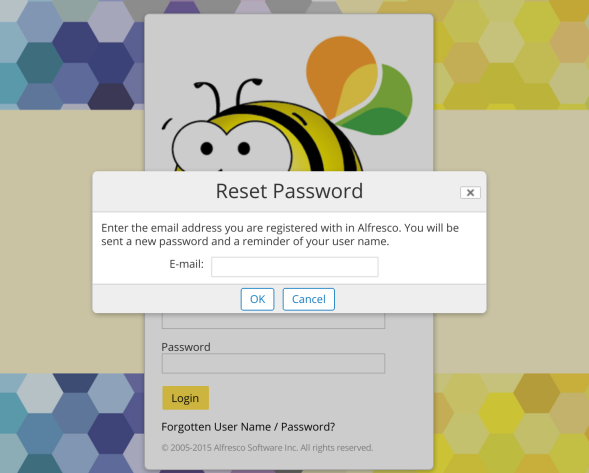 Reset Password
Enter the email address you are registered with in Alfresco. You will be
sent a new password and a reminder of your user name.
E-mail:
OK Cancel
Password
Login
Forgotten User Name / Password?
© 2005-2015 Alfresco Software Inc. All rights reserved.